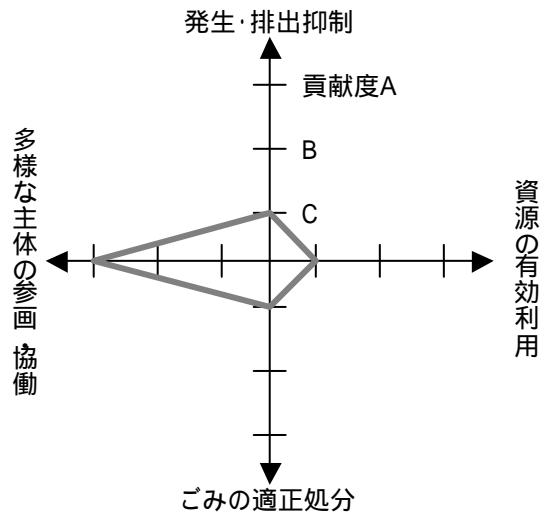 発生・排出抑制
貢献度A
B
C
多様な主体の参画・協働
資源の有効利用
ごみの適正処分